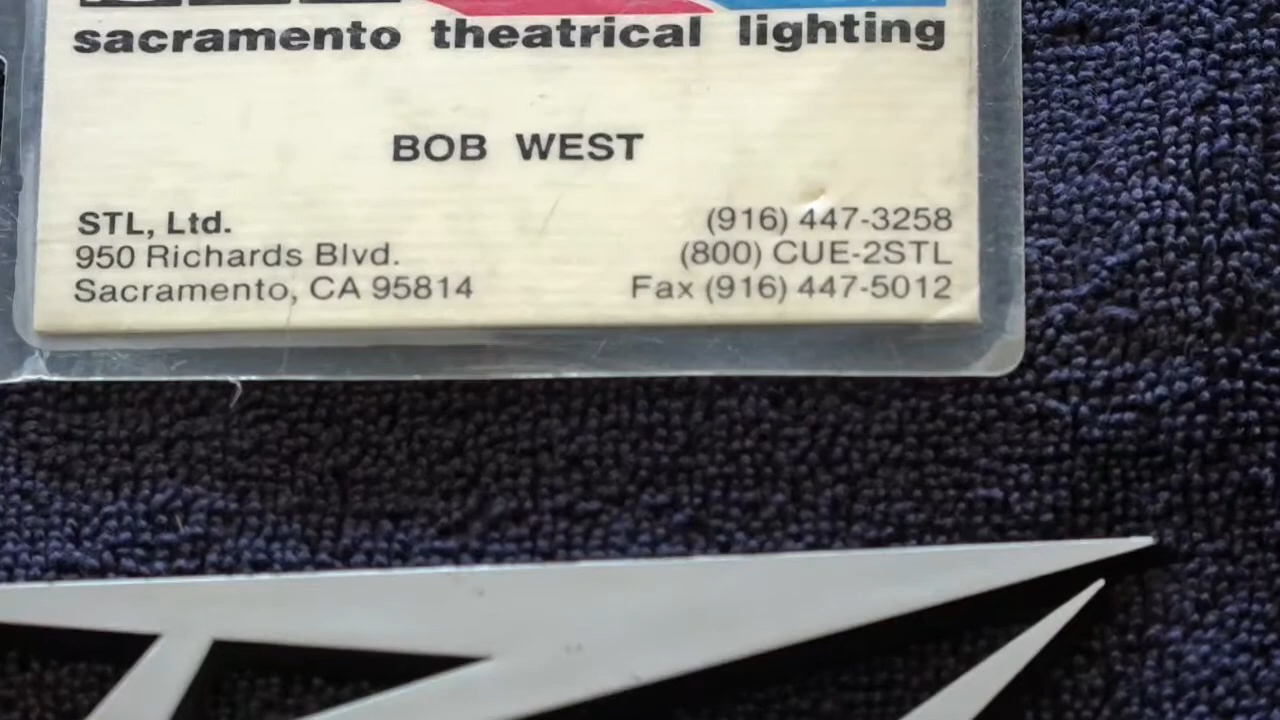 sacramento theatrical lighting
BOB WEST
STL, Ltd.
950 Richards Blvd.
Sacramento, CA 95814
(916) 447-3258
(800) CUE-2STL
Fax (916) 447-5012